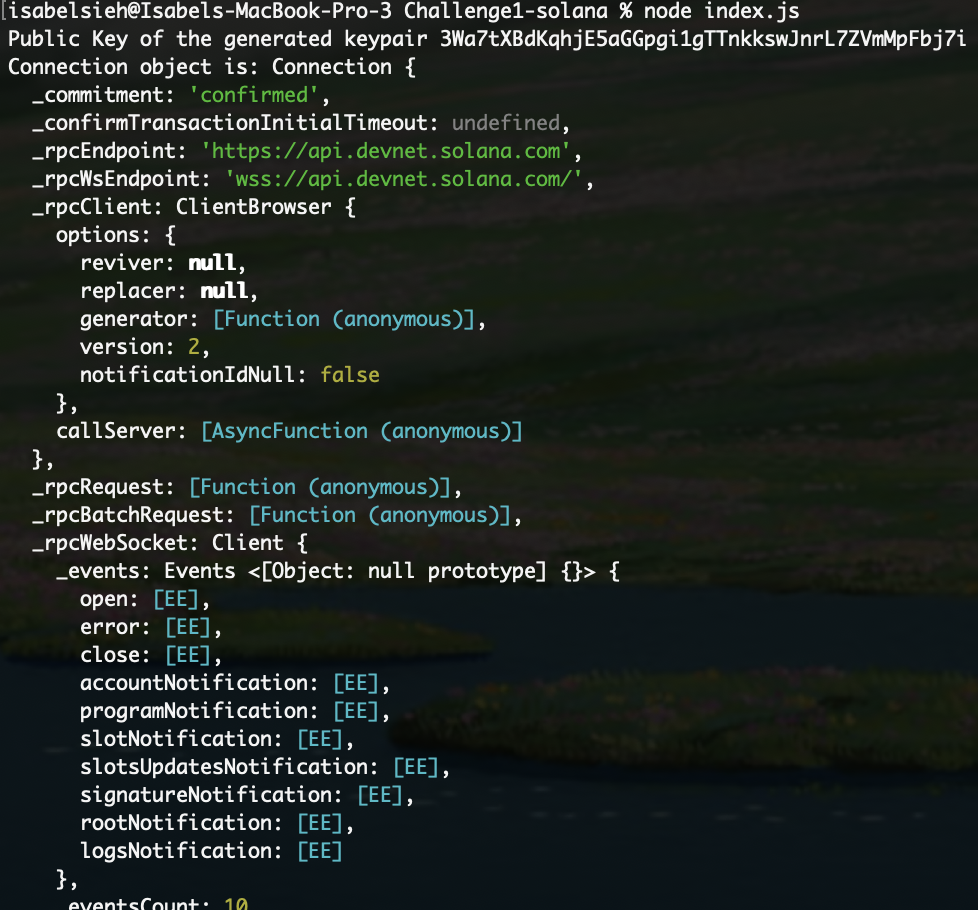 [isabelsieh@Isabels-MacBook-Pro-3 Challenge1-solana % node index.js
Public Key of the generated keypair 3Wa7tXBdKqhjE5aGGpgi1gTTnkkswJnrL7ZVmMpFbj7i
Connection object is: Connection {
_commitment: 'confirmed',
_confirmTransactionInitialTimeout: undefined,
_rpcEndpoint: 'https://api.devnet.solana.com',
_rpcWsEndpoint: 'wss://api.devnet.solana.com/',
_rpcClient: ClientBrowser {
options: {
reviver: null,
replacer: null,
generator: [Function (anonymous)],
version: 2,
notificationIdNull: false
},
callServer: [AsyncFunction (anonymous)]
},
_rpcRequest: [Function (anonymous)],
_rpcBatchRequest: [Function (anonymous)],
_rpcWebSocket: Client {
_events: Events <[Object: null prototype] {}> {
open: [EE],
error: [EE],
close: [EE],
accountNotification: [EE],
programNotification: [EE],
slotNotification: [EE],
slotsUpdatesNotification: [EE],
signatureNotification: [EE],
rootNotification: [EE],
logsNotification: [EE]
},
_eventsCount: 10